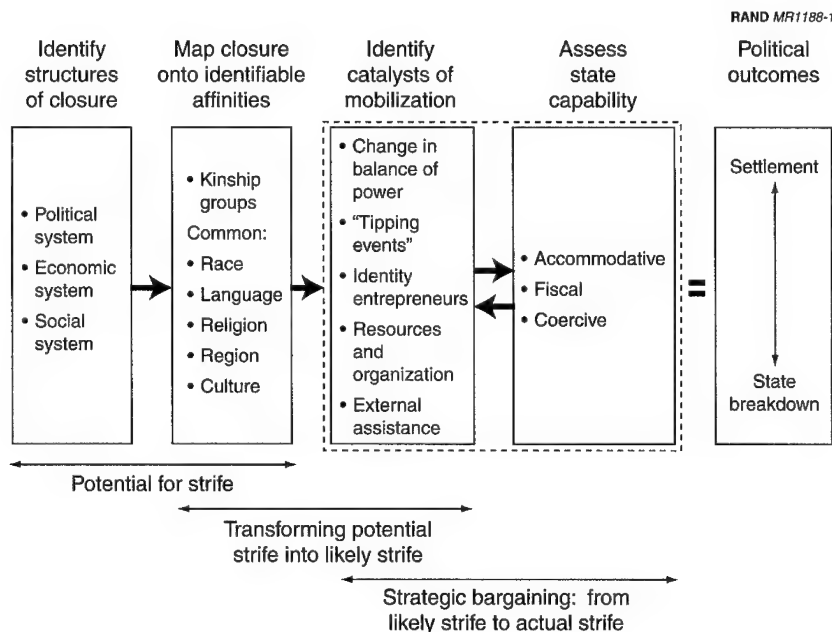 RAND MR1188-1
Identify
structures
of closure
Map closure
onto identifiable
affinities
Identify
catalysts of
mobilization
Assess
state
capability
Political
outcomes
• Political
system
• Economic
system
• Social
system
• Kinship
groups
Common:
• Race
• Language
• Religion
• Region
• Culture
• Change in
balance of
power
• "Tipping
events"
• Identity
entrepreneurs
• Resources
and
organization
• External
assistance
• Accommodative
• Fiscal
• Coercive
=
Settlement
State
breakdown
Potential for strife
Transforming potential
strife into likely strife
Strategic bargaining: from
likely strife to actual strife